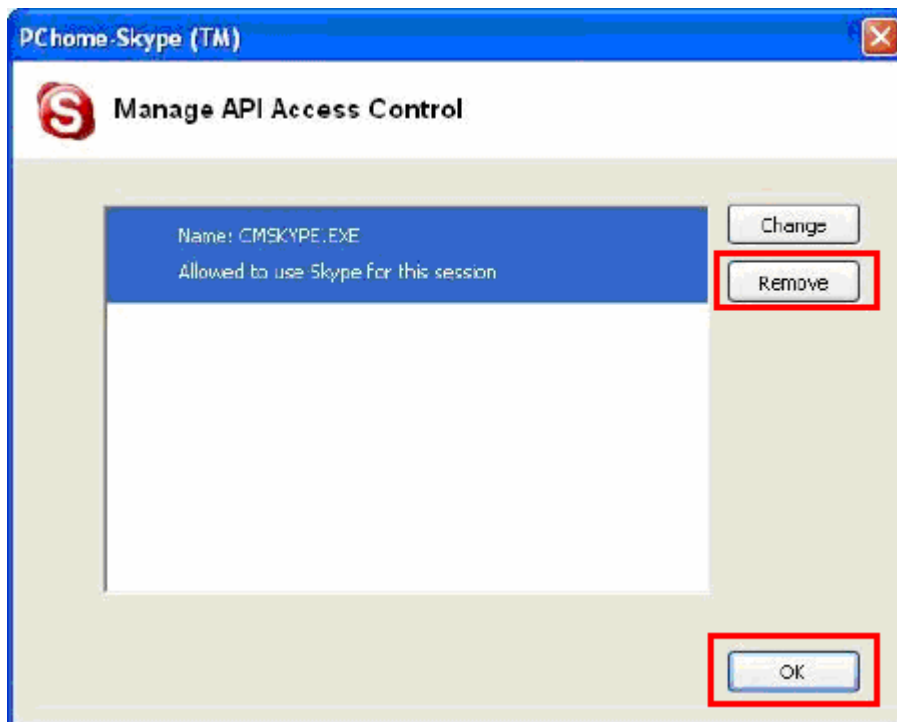 PChome-Skype (TM)
S Manage API Access Control
Name: CMSKYPE.EXE
Allowed to use Skype for this session
Change
Remove
OK